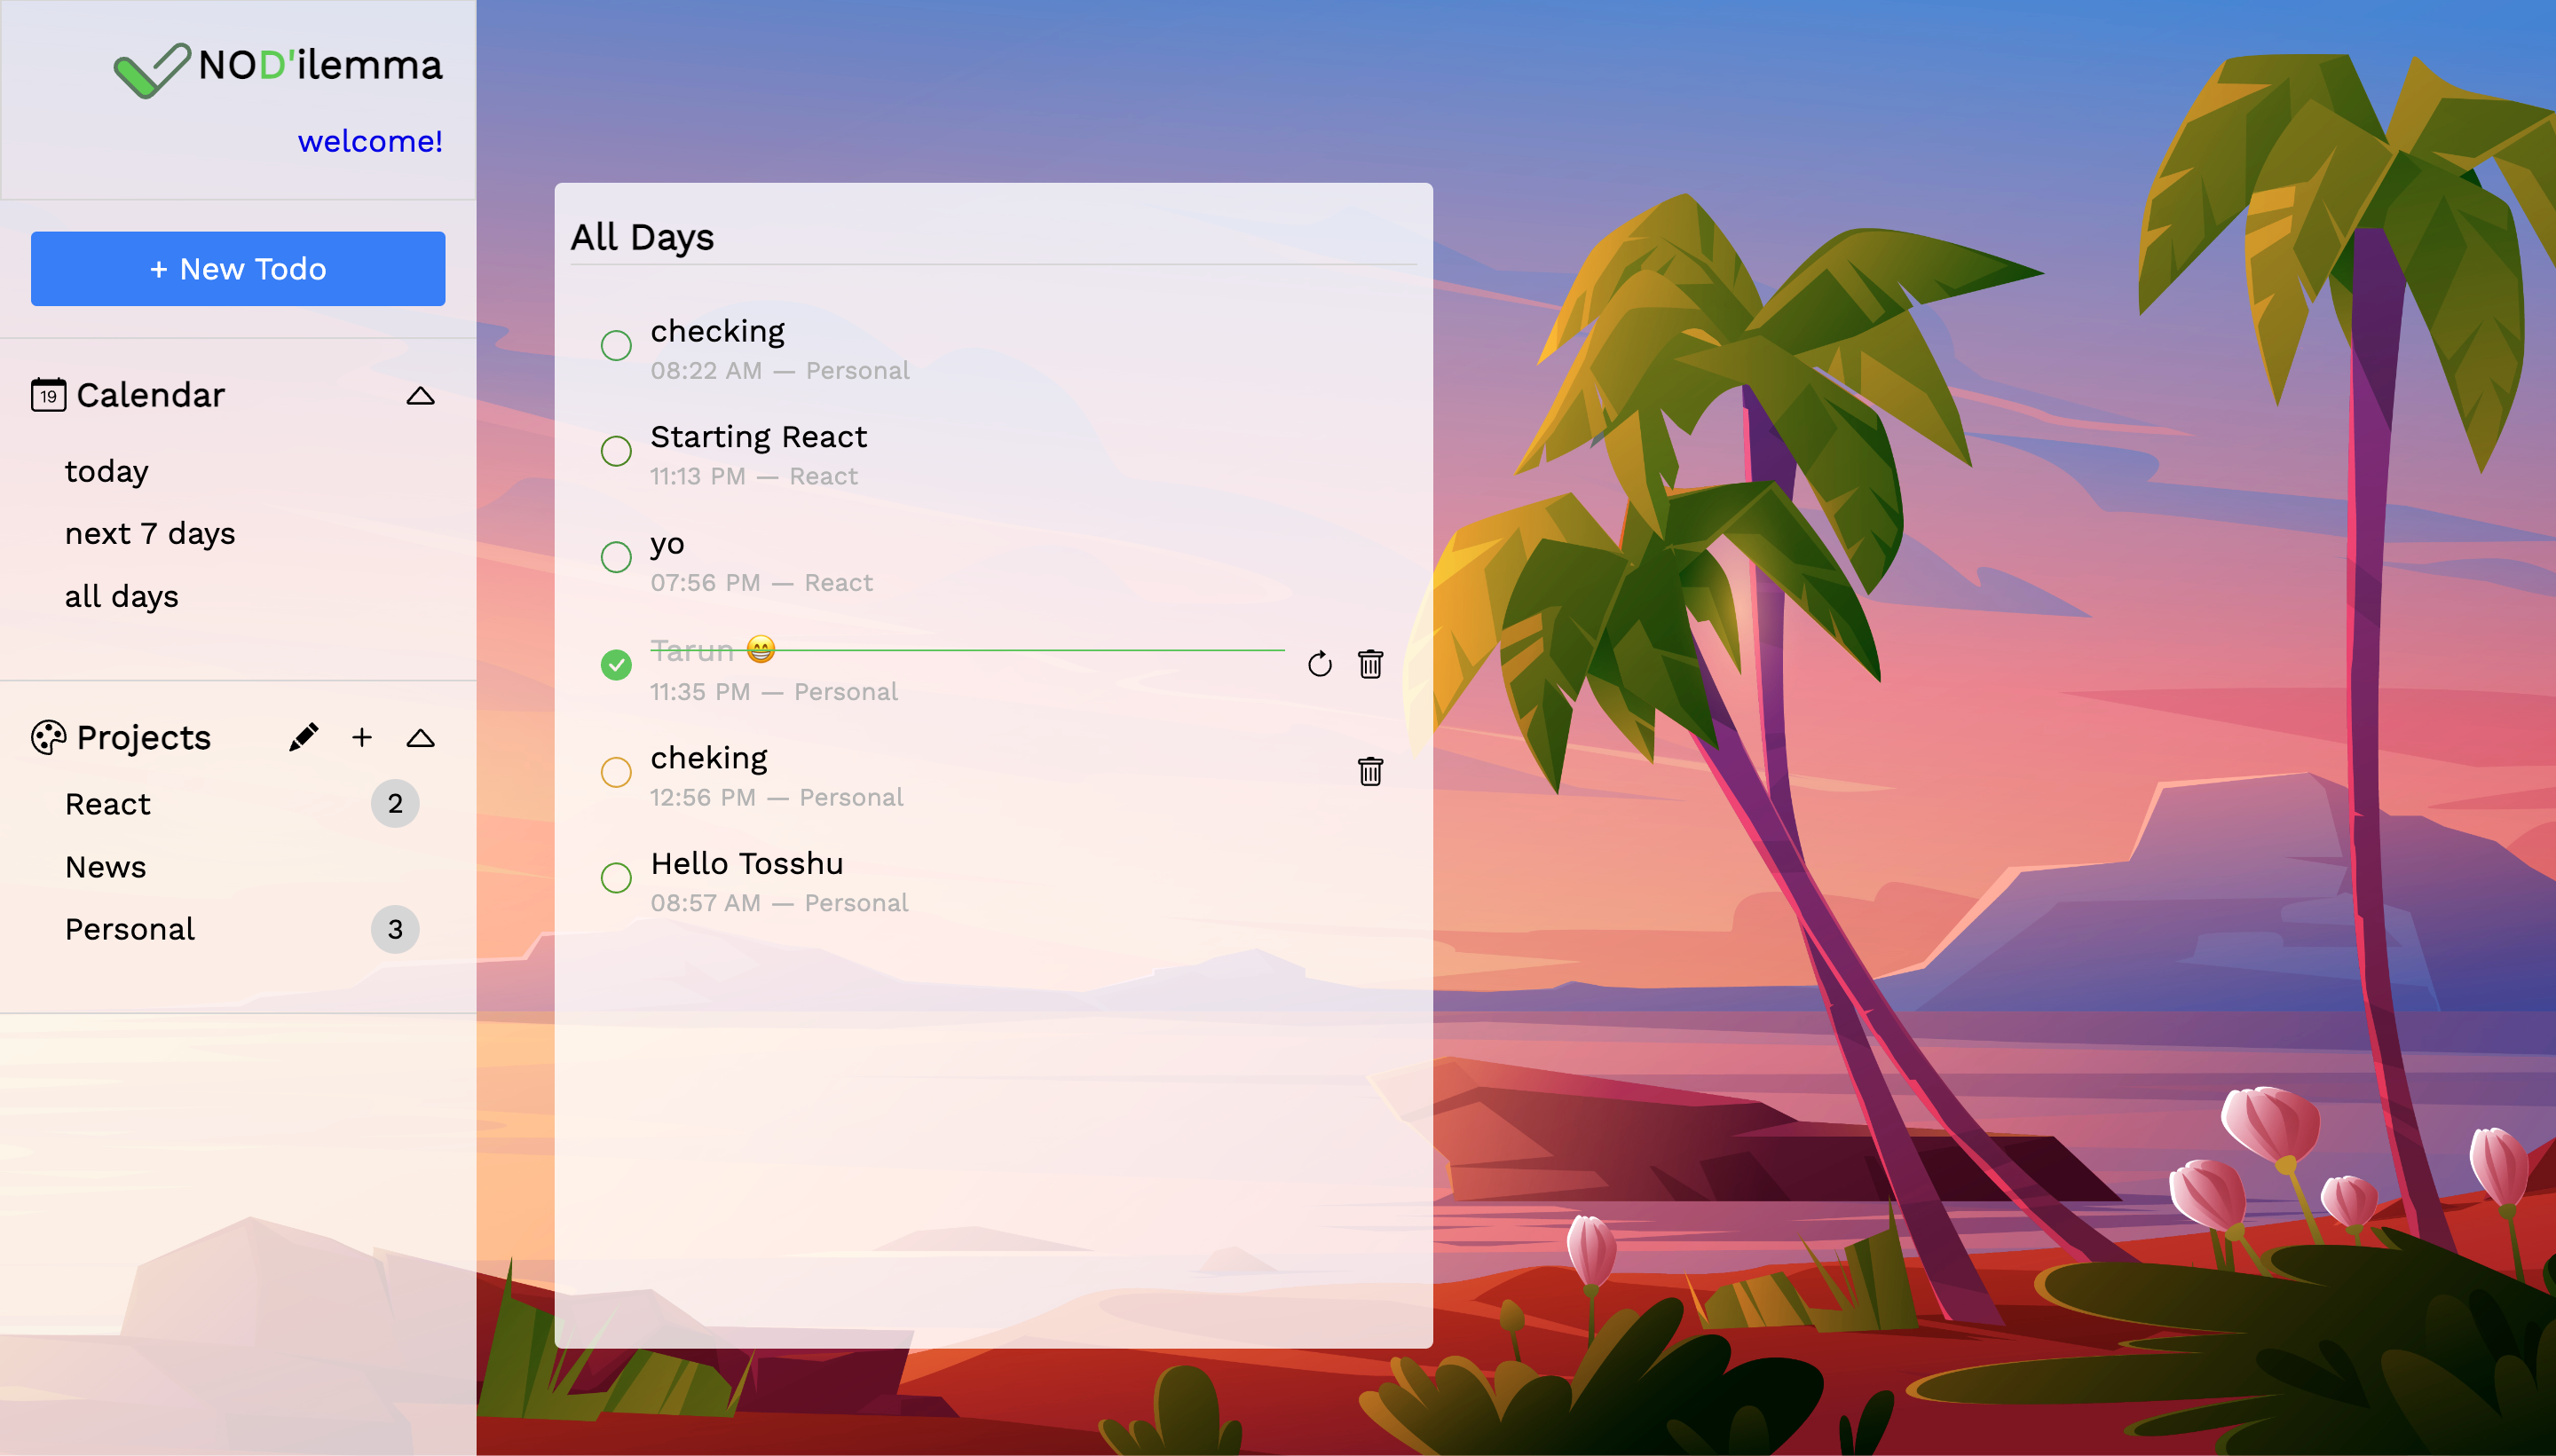 NOD'ilemma
welcome!
+ New Todo
19 Calendar
today
next 7 days
all days
Projects
React 2
News
Personal 3
All Days
checking
08:22 AM — Personal
Starting React
11:13 PM — React
yo
07:56 PM — React
Tarun 😁
11:35 PM — Personal
cheking
12:56 PM — Personal
Hello Tosshu
08:57 AM — Personal